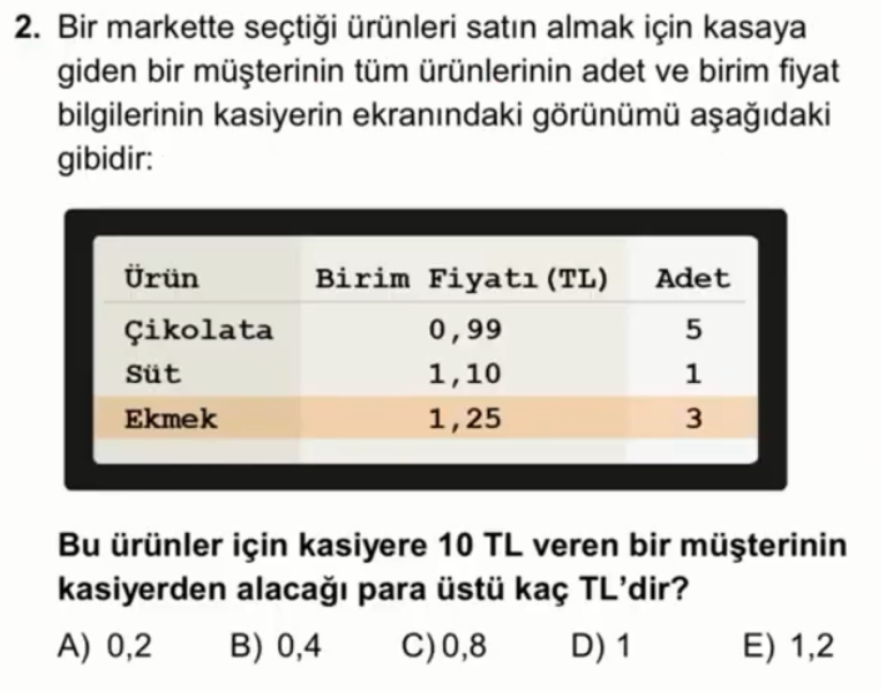 2. Bir markette seçtiği ürünleri satın almak için kasaya
giden bir müşterinin tüm ürünlerinin adet ve birim fiyat
bilgilerinin kasiyerin ekranındaki görünümü aşağıdaki
gibidir:
Ürün Birim Fiyatı (TL) Adet
Çikolata 0,99 5
Süt 1,10 1
Ekmek 1,25 3
Bu ürünler için kasiyere 10 TL veren bir müşterinin
kasiyerden alacağı para üstü kaç TL'dir?
A) 0,2 B) 0,4 C) 0,8 D) 1 E) 1,2